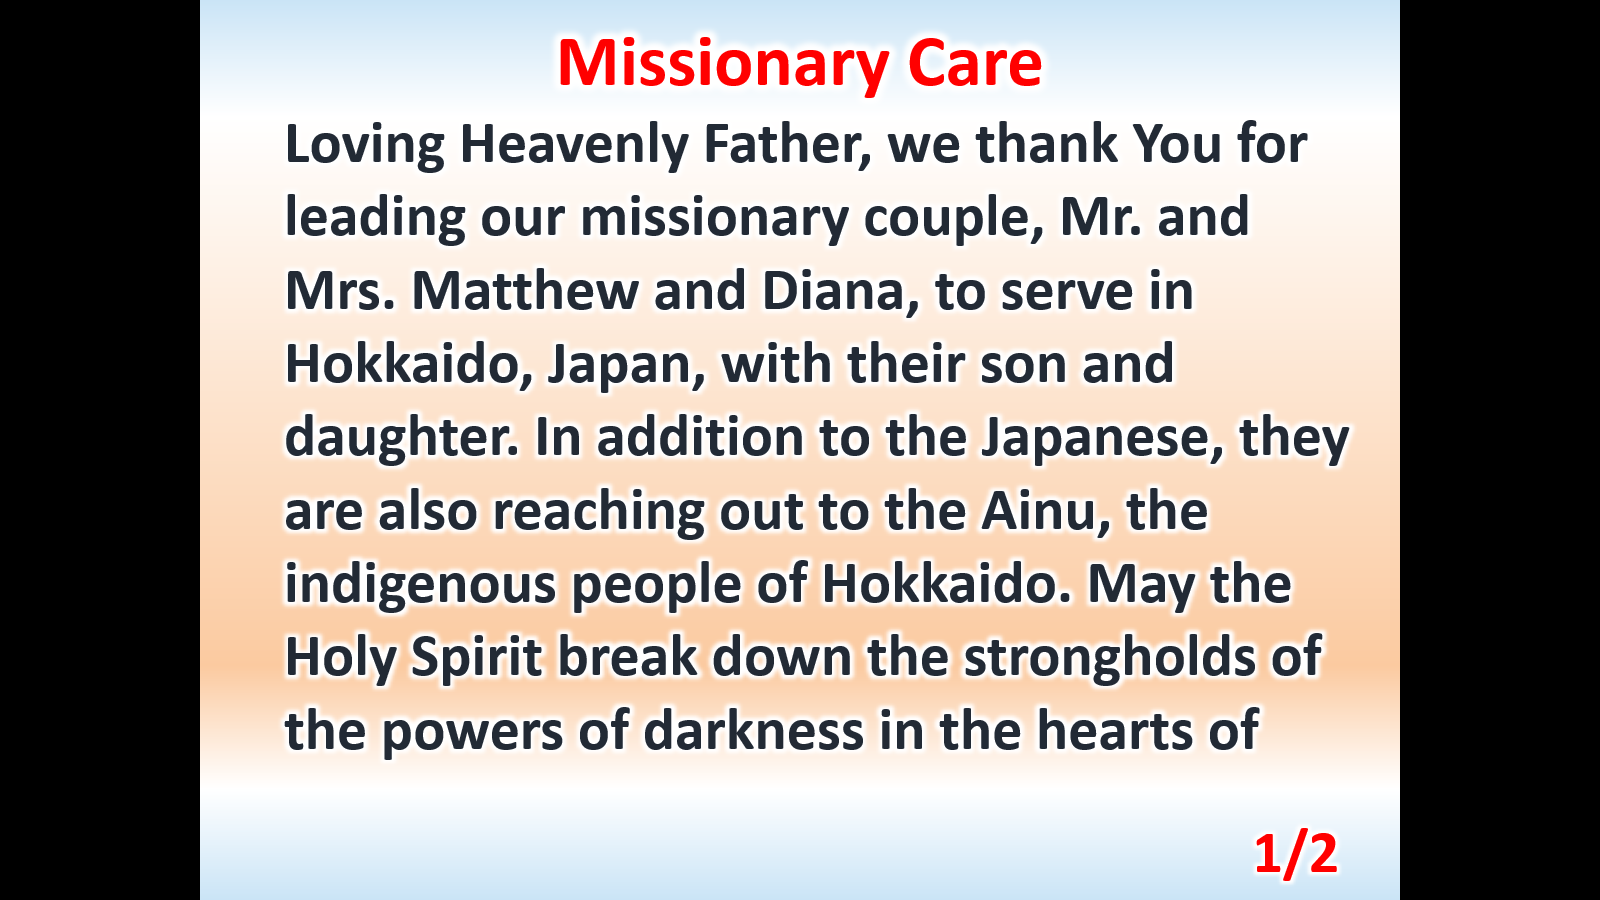 Missionary Care
Loving Heavenly Father, we thank You for
leading our missionary couple, Mr. and
Mrs. Matthew and Diana, to serve in
Hokkaido, Japan, with their son and
daughter. In addition to the Japanese, they
are also reaching out to the Ainu, the
indigenous people of Hokkaido. May the
Holy Spirit break down the strongholds of
the powers of darkness in the hearts of
1/2